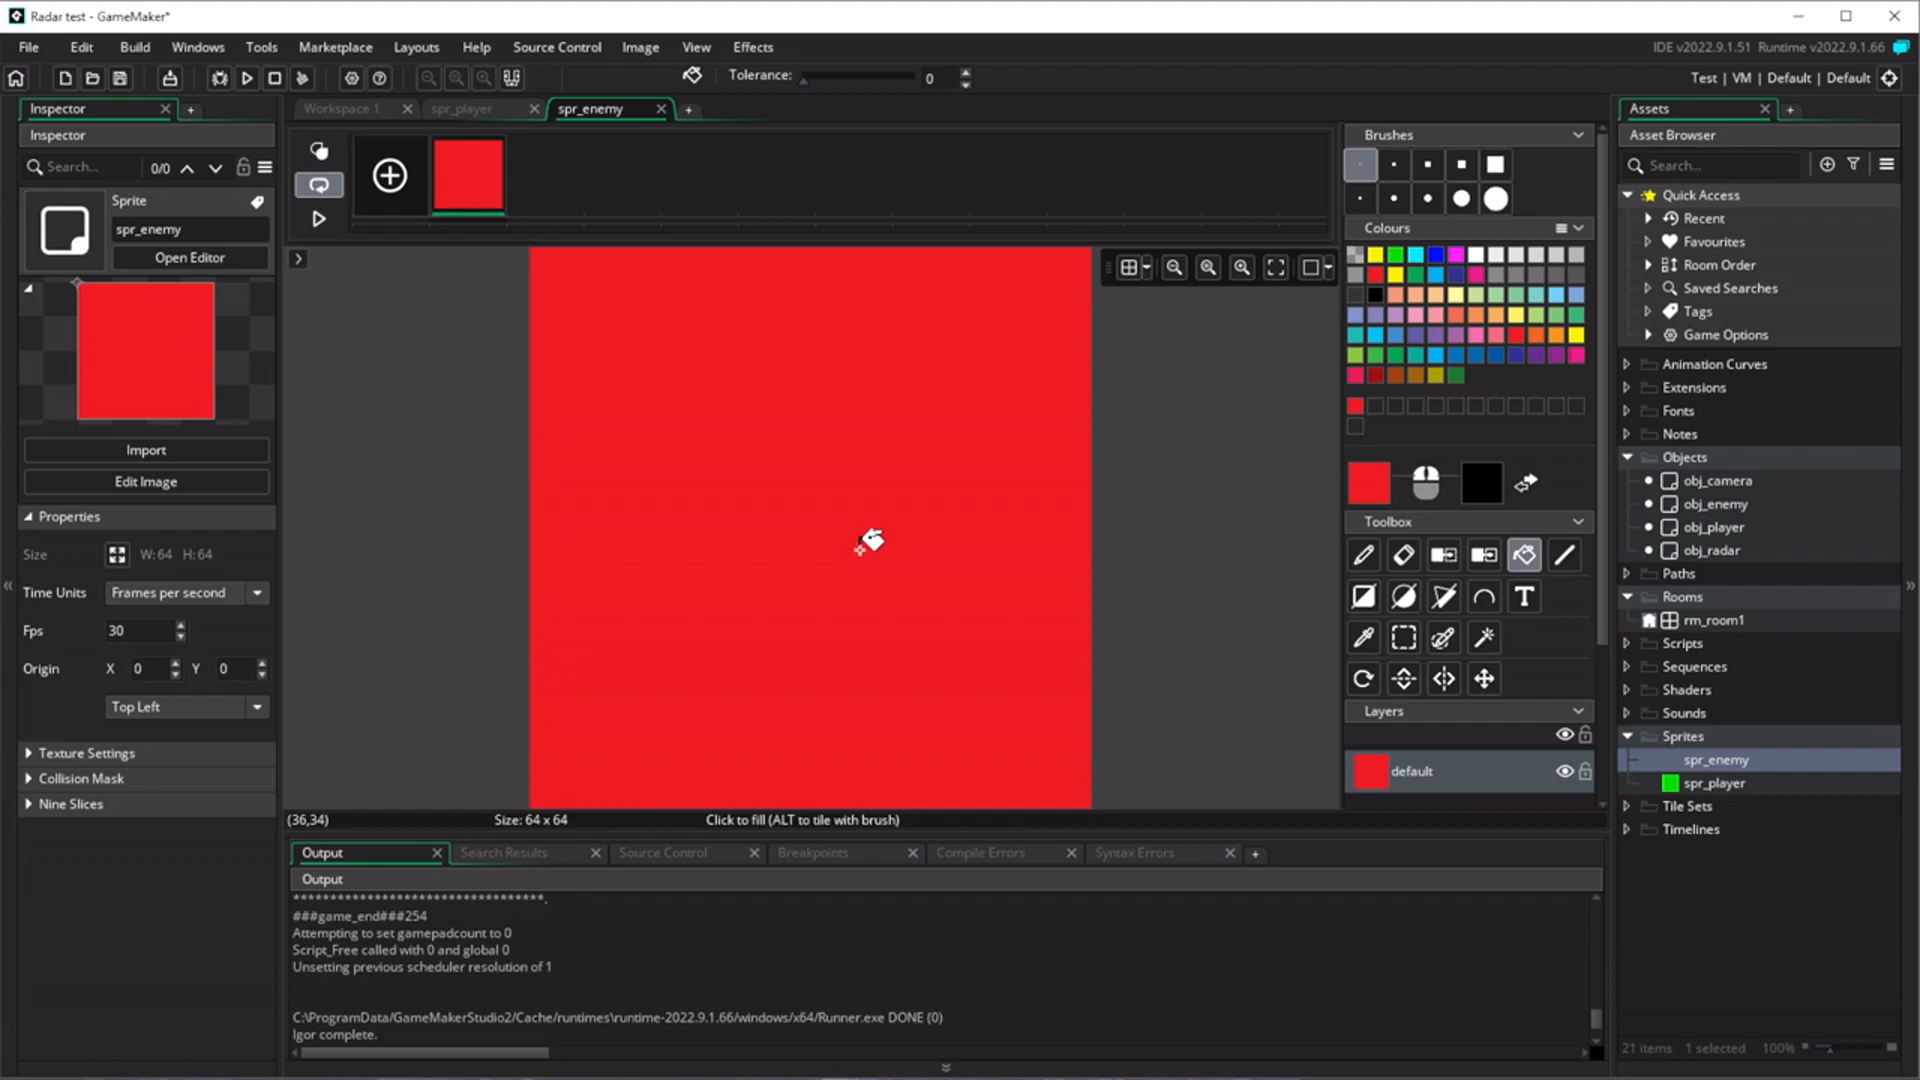 Radar test - GameMaker*
File Edit Build Windows Tools Marketplace Layouts Help Source Control Image View Effects
IDE v2022.9.1.51 Runtime v2022.9.1.66
Tolerance: 0
Test | VM | Default | Default
Inspector
Workspace 1
spr_player
spr_enemy
Assets
Inspector
Search... 0/0
Sprite
spr_enemy
Open Editor
Import
Edit Image
Properties
Size W:64 H:64
Time Units Frames per second
Fps 30
Origin X 0 Y 0
Top Left
Texture Settings
Collision Mask
Nine Slices
(36,34)
Size: 64 x 64
Click to fill (ALT to tile with brush)
Brushes
Colours
Toolbox
T
Layers
default
Output
Search Results
Source Control
Breakpoints
Compile Errors
Syntax Errors
Output
**********************************.
###game_end###254
Attempting to set gamepadcount to 0
Script_Free called with 0 and global 0
Unsetting previous scheduler resolution of 1
C:\ProgramData/GameMakerStudio2/Cache/runtimes\runtime-2022.9.1.66/windows/x64/Runner.exe DONE (0)
Igor complete.
Asset Browser
Search...
Quick Access
Recent
Favourites
Room Order
Saved Searches
Tags
Game Options
Animation Curves
Extensions
Fonts
Notes
Objects
obj_camera
obj_enemy
obj_player
obj_radar
Paths
Rooms
rm_room1
Scripts
Sequences
Shaders
Sounds
Sprites
spr_enemy
spr_player
Tile Sets
Timelines
21 items 1 selected 100%